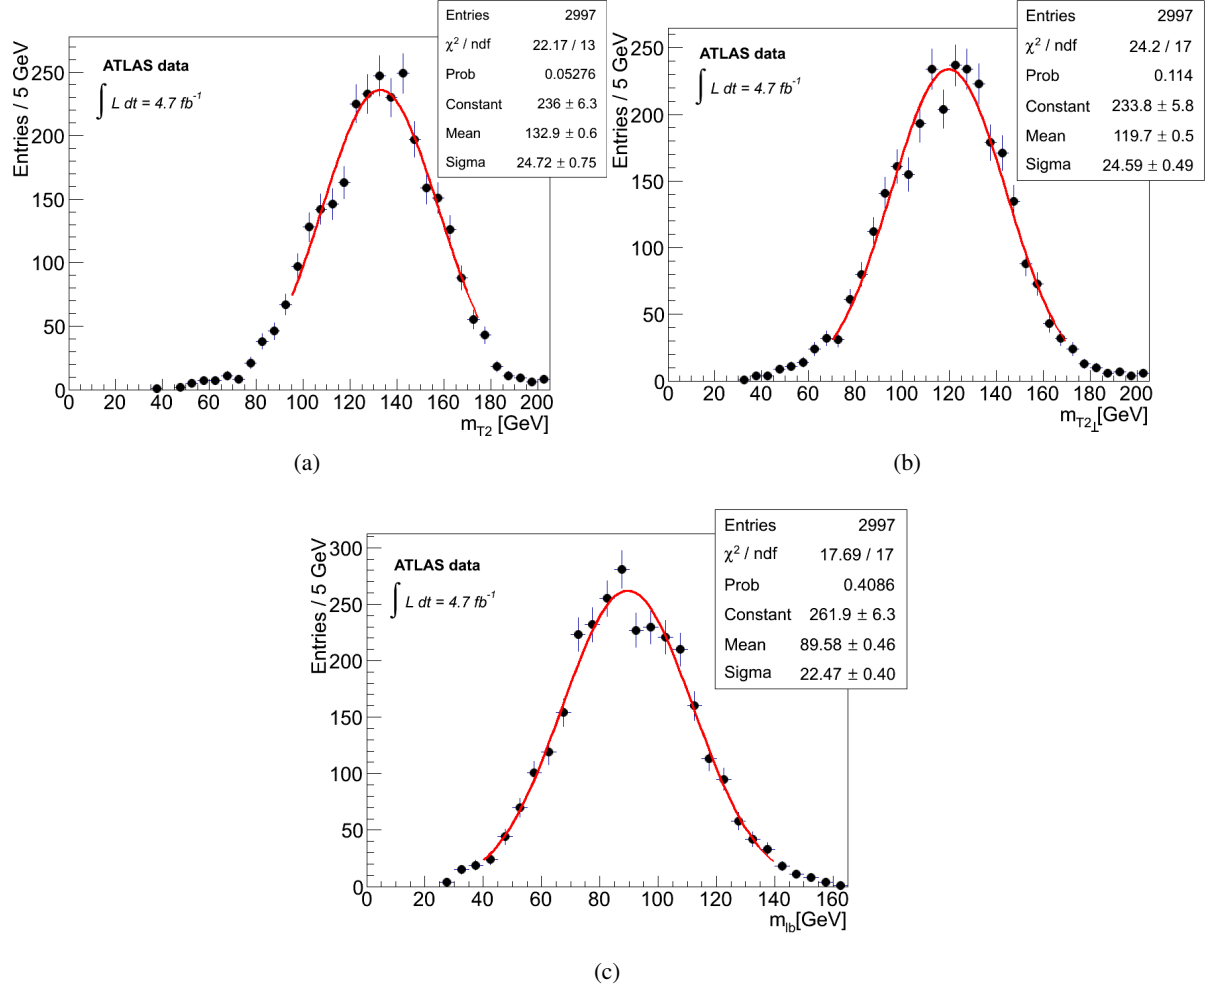 Entries 2997
χ² / ndf 22.17 / 13
Prob 0.05276
Constant 236 ± 6.3
Mean 132.9 ± 0.6
Sigma 24.72 ± 0.75
ATLAS data
∫ L dt = 4.7 fb⁻¹
Entries / 5 GeV
250
200
150
100
50
0
0 20 40 60 80 100 120 140 160 180 200
m_T2 [GeV]
(a)
Entries 2997
χ² / ndf 24.2 / 17
Prob 0.114
Constant 233.8 ± 5.8
Mean 119.7 ± 0.5
Sigma 24.59 ± 0.49
ATLAS data
∫ L dt = 4.7 fb⁻¹
Entries / 5 GeV
250
200
150
100
50
0
0 20 40 60 80 100 120 140 160 180 200
m_T2⊥ [GeV]
(b)
Entries 2997
χ² / ndf 17.69 / 17
Prob 0.4086
Constant 261.9 ± 6.3
Mean 89.58 ± 0.46
Sigma 22.47 ± 0.40
ATLAS data
∫ L dt = 4.7 fb⁻¹
Entries / 5 GeV
300
250
200
150
100
50
0
0 20 40 60 80 100 120 140 160
m_lb[GeV]
(c)